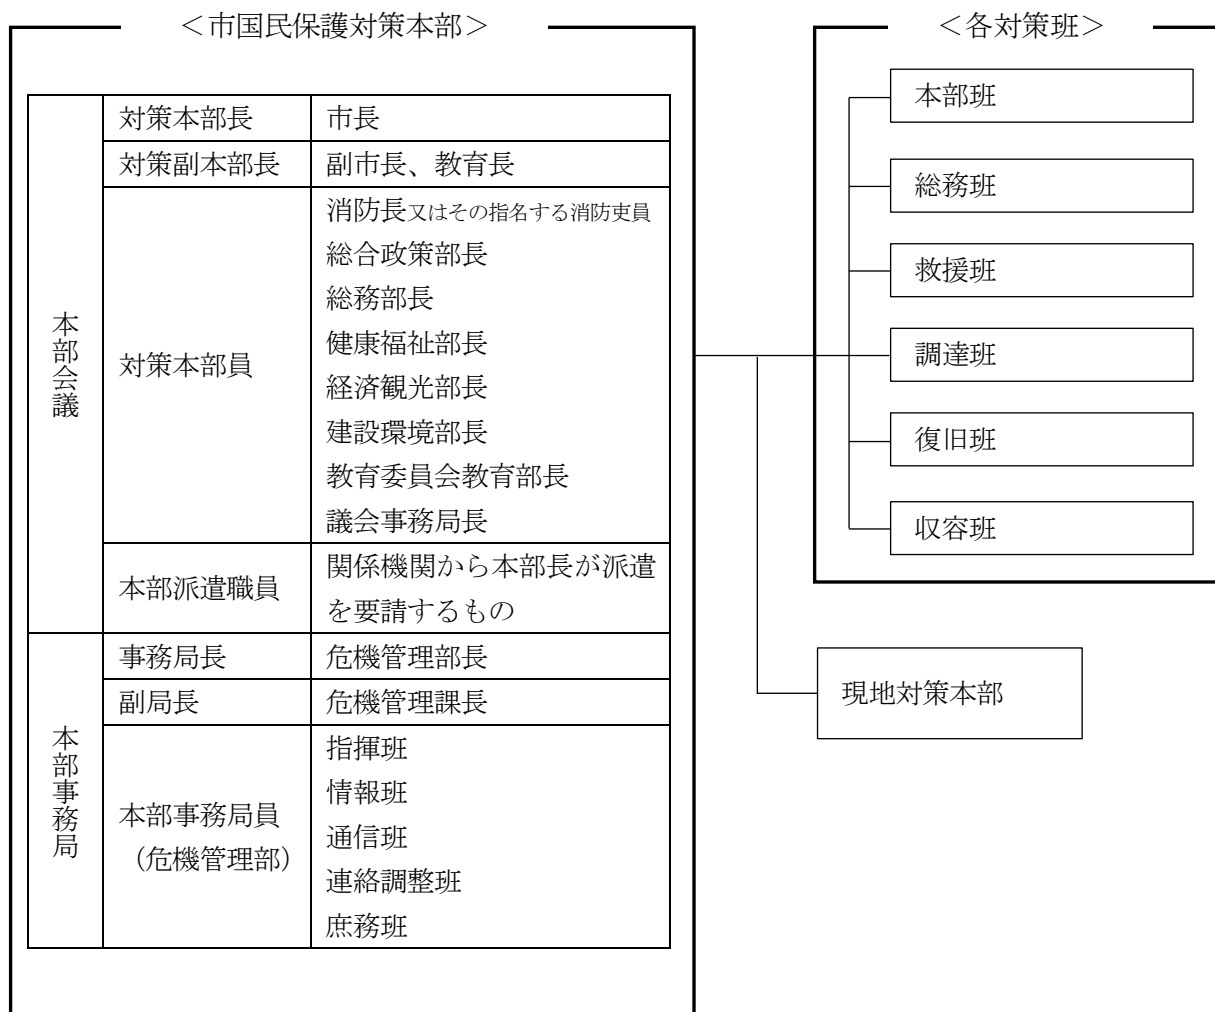 ＜市国民保護対策本部＞
本部会議
対策本部長
市長
対策副本部長
副市長、教育長
対策本部員
消防長又はその指名する消防吏員
総合政策部長
総務部長
健康福祉部長
経済観光部長
建設環境部長
教育委員会教育部長
議会事務局長
本部派遣職員
関係機関から本部長が派遣
を要請するもの
本部事務局
事務局長
危機管理部長
副局長
危機管理課長
本部事務局員
（危機管理部）
指揮班
情報班
通信班
連絡調整班
庶務班
＜各対策班＞
本部班
総務班
救援班
調達班
復旧班
収容班
現地対策本部